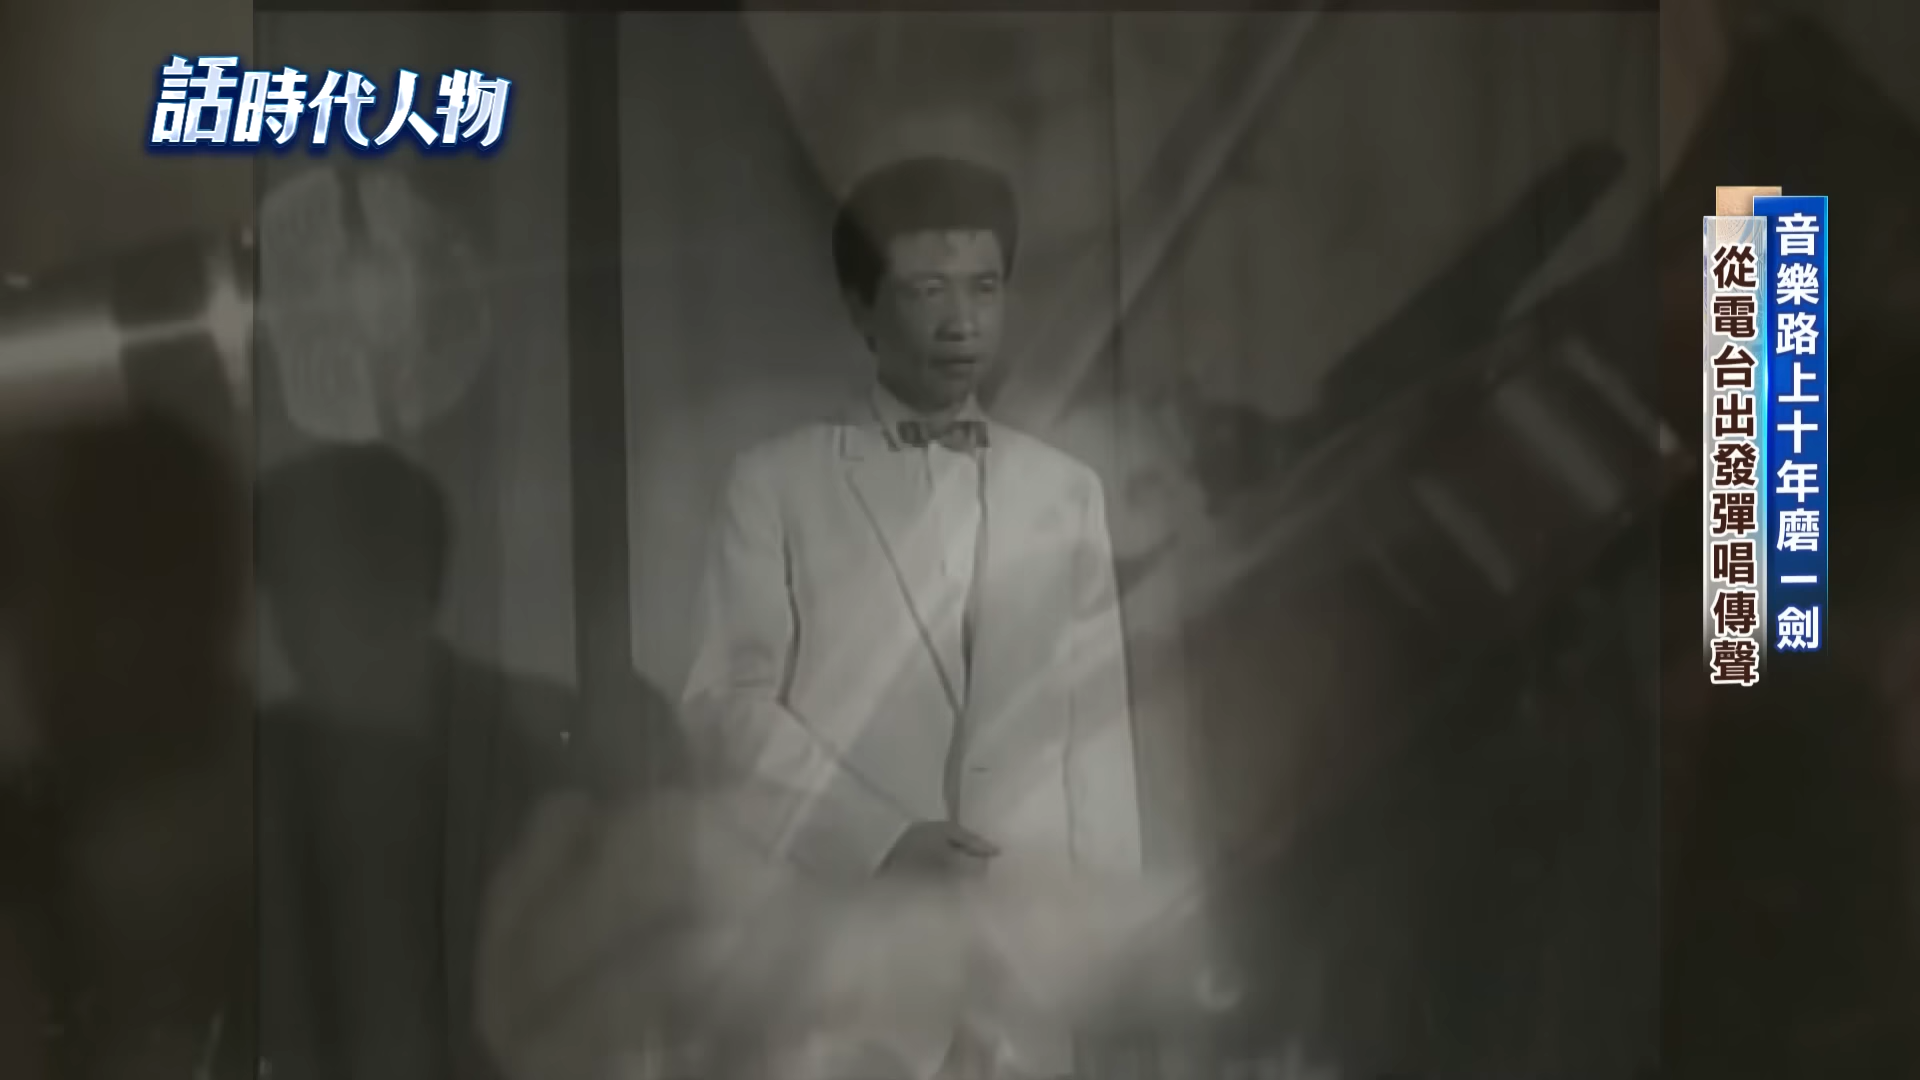 話時代人物
音樂路上十年磨一劍
從電台出發彈唱傳聲